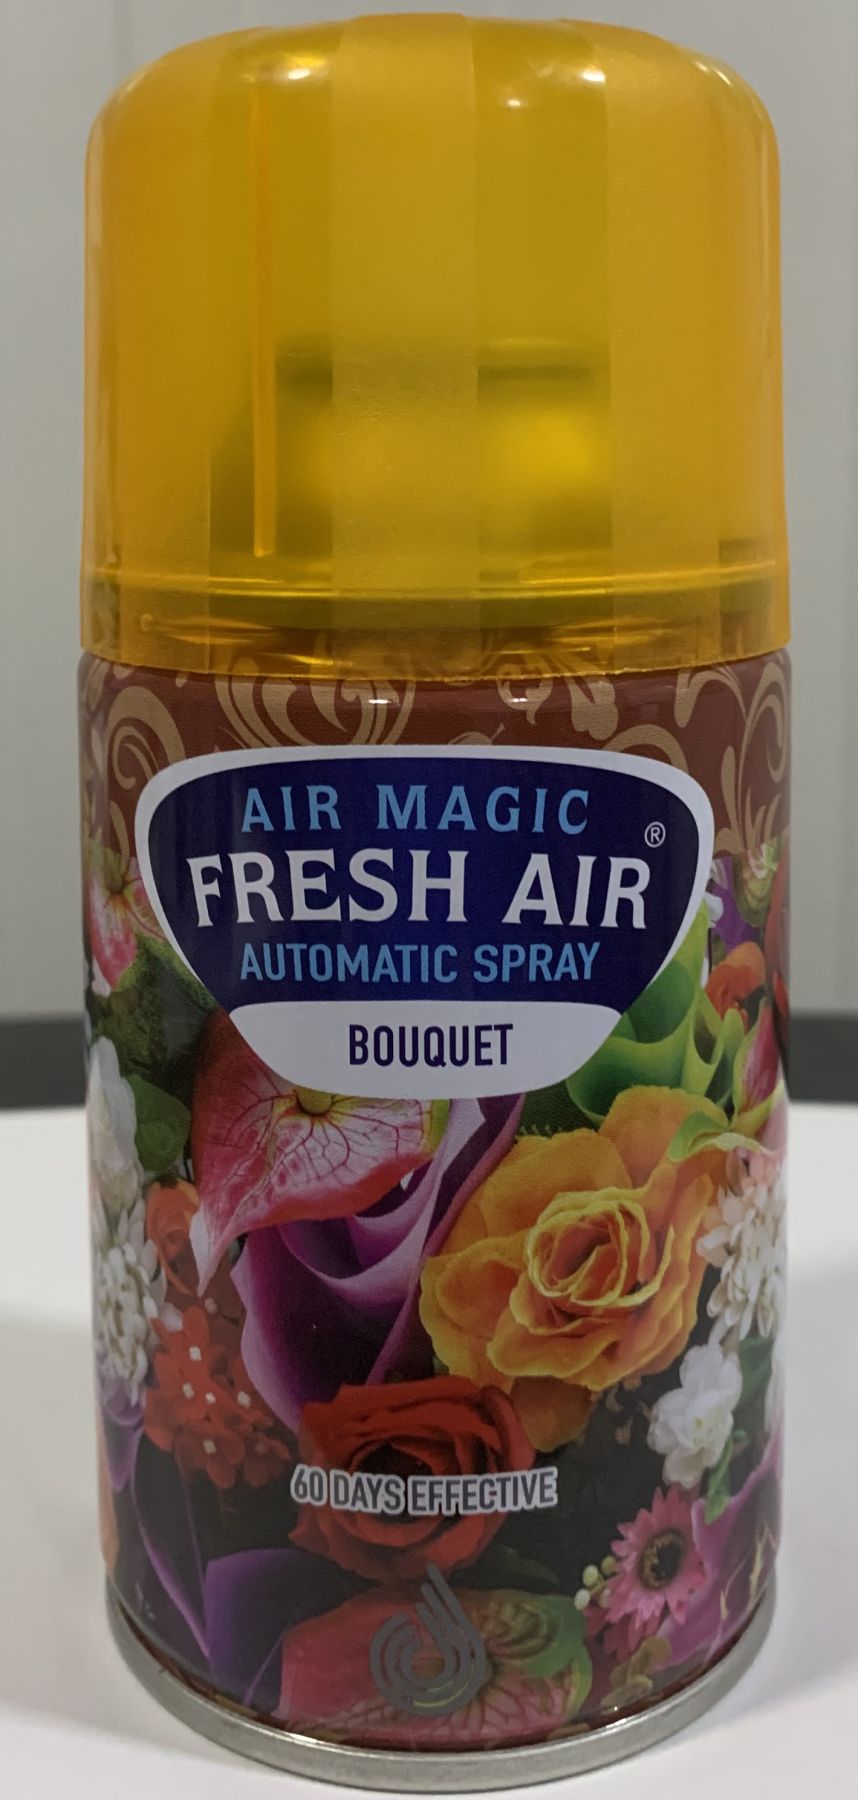 AIR MAGIC
FRESH AIR®
AUTOMATIC SPRAY
BOUQUET
60 DAYS EFFECTIVE